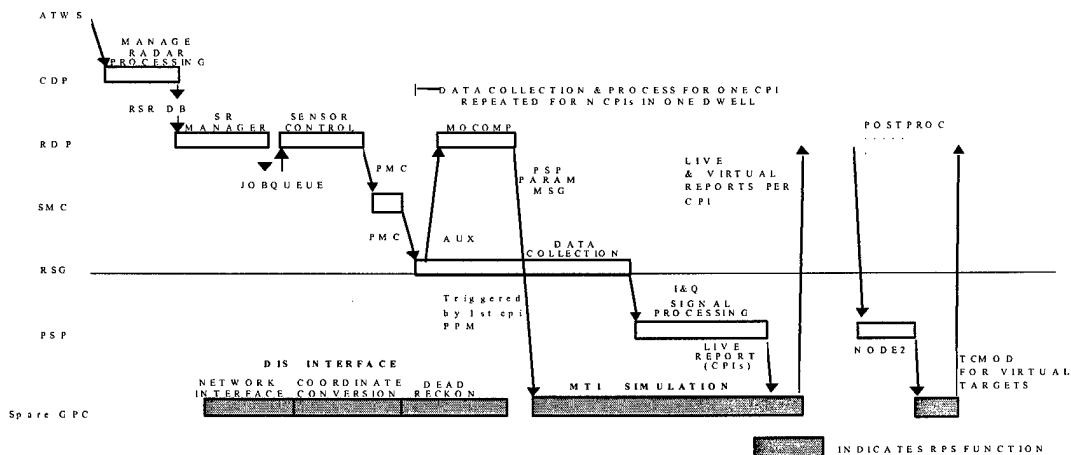 ATWS
MANAGE
RADAR
PROCESSING
CDP
DATA COLLECTION & PROCESS FOR ONE CPI
REPEATED FOR N CPIs IN ONE DWELL
RSR DB
SR
MANAGER
SENSOR
CONTROL
MOCOMP
POSTPROC
. . . . .
RDP
JOBQUEUE
PMC
PSP
PARAM
MSG
LIVE
& VIRTUAL
REPORTS PER
CPI
SMC
PMC
AUX
DATA
COLLECTION
RSG
Triggered
by 1st cpi
PPM
I&Q
SIGNAL
PROCESSING
PSP
NODE2
LIVE
REPORT
(CPIs)
TCMOD
FOR VIRTUAL
TARGETS
DIS INTERFACE
NETWORK
INTERFACE
COORDINATE
CONVERSION
DEAD
RECKON
MTI SIMULATION
Spare GPC
INDICATES RPS FUNCTION